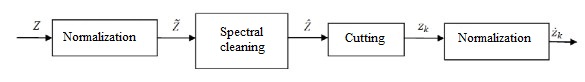 Z
Normalization
Z̃
Spectral
cleaning
Ẑ
Cutting
z_k
Normalization
ż_k